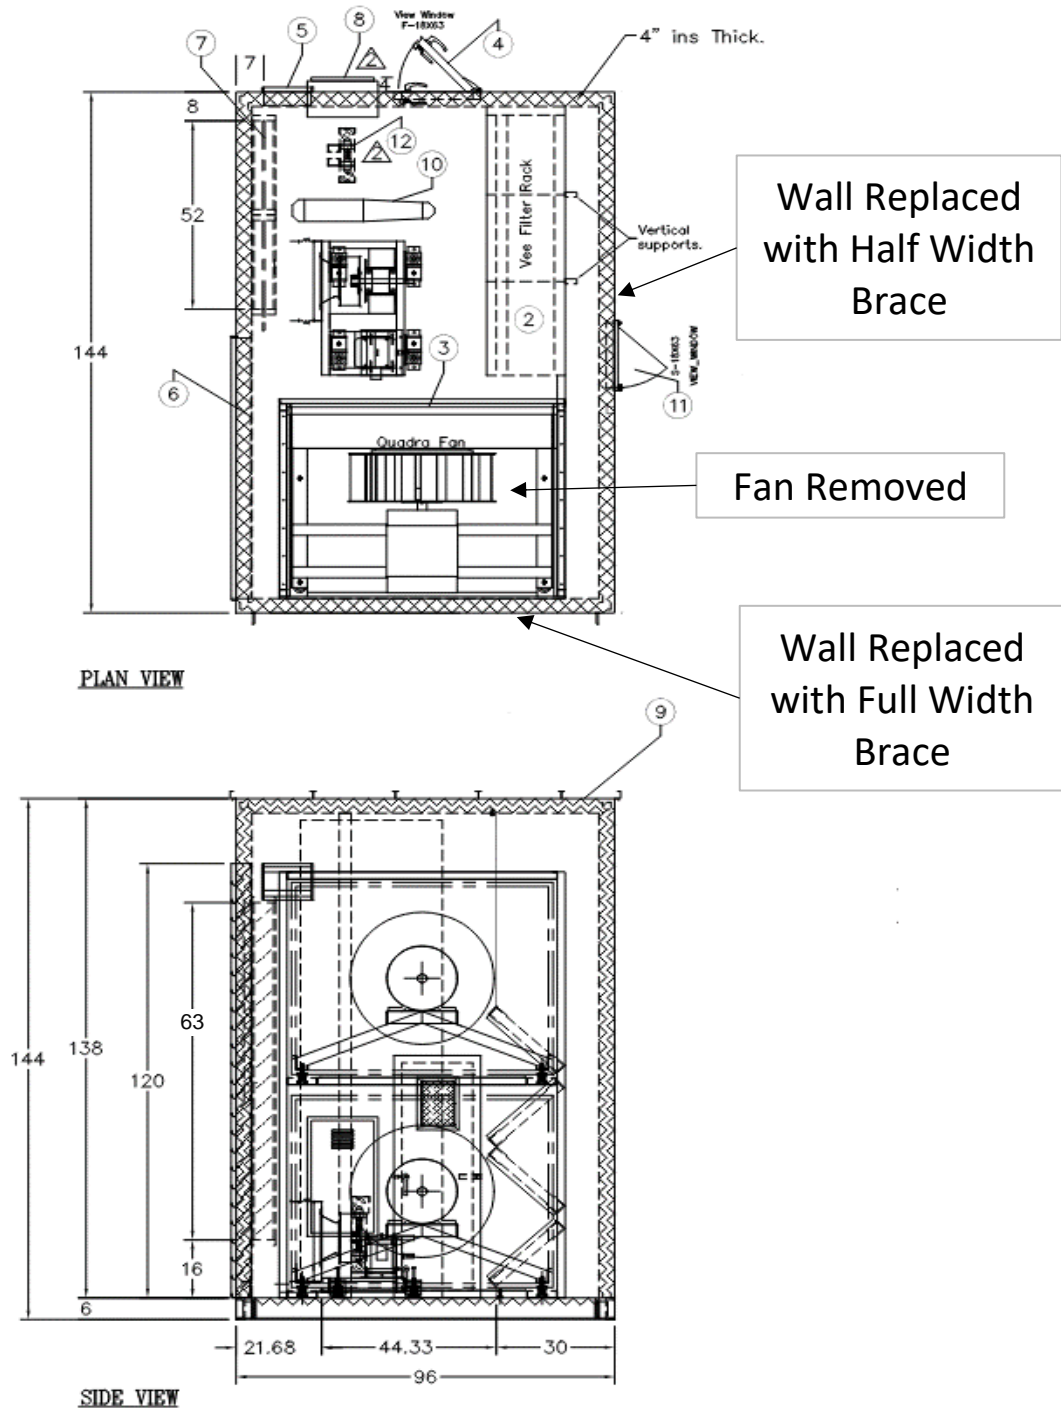 View Window
F-18X63
8
5
4
7
2
4" ins Thick.
7
4
8
12
2
10
Wall Replaced
with Half Width
Brace
52
Vee Filter Rack
Vertical
supports.
2
144
3
S-18X63
VIEW_WINDOW
6
11
Quadra Fan
Fan Removed
PLAN VIEW
Wall Replaced
with Full Width
Brace
9
63
144
138
120
16
6
21.68
44.33
30
96
SIDE VIEW